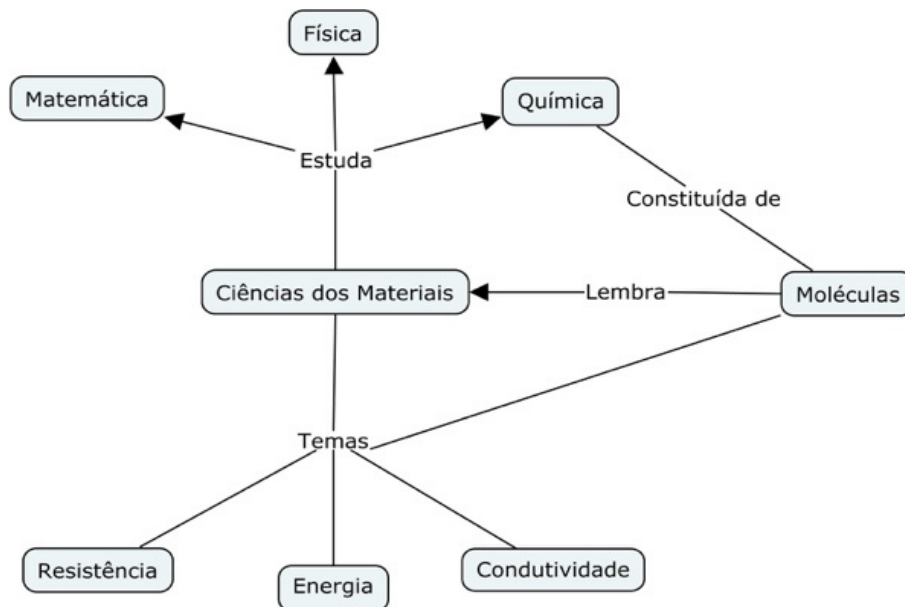 Física
Matemática
Química
Estuda
Constituída de
Ciências dos Materiais
Lembra
Moléculas
Temas
Resistência
Energia
Condutividade